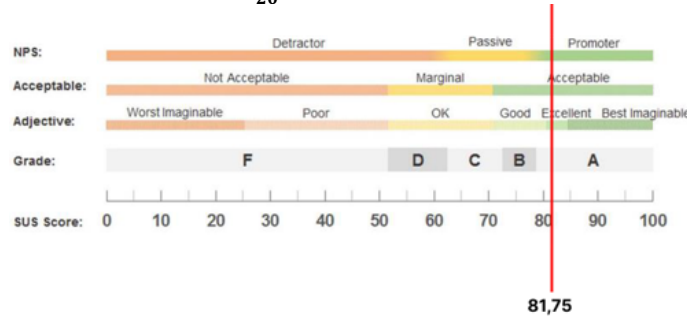 20
NPS: Detractor Passive Promoter
Acceptable: Not Acceptable Marginal Acceptable
Adjective: Worst Imaginable Poor OK Good Excellent Best Imaginable
Grade: F D C B A
SUS Score: 0 10 20 30 40 50 60 70 80 90 100
81,75